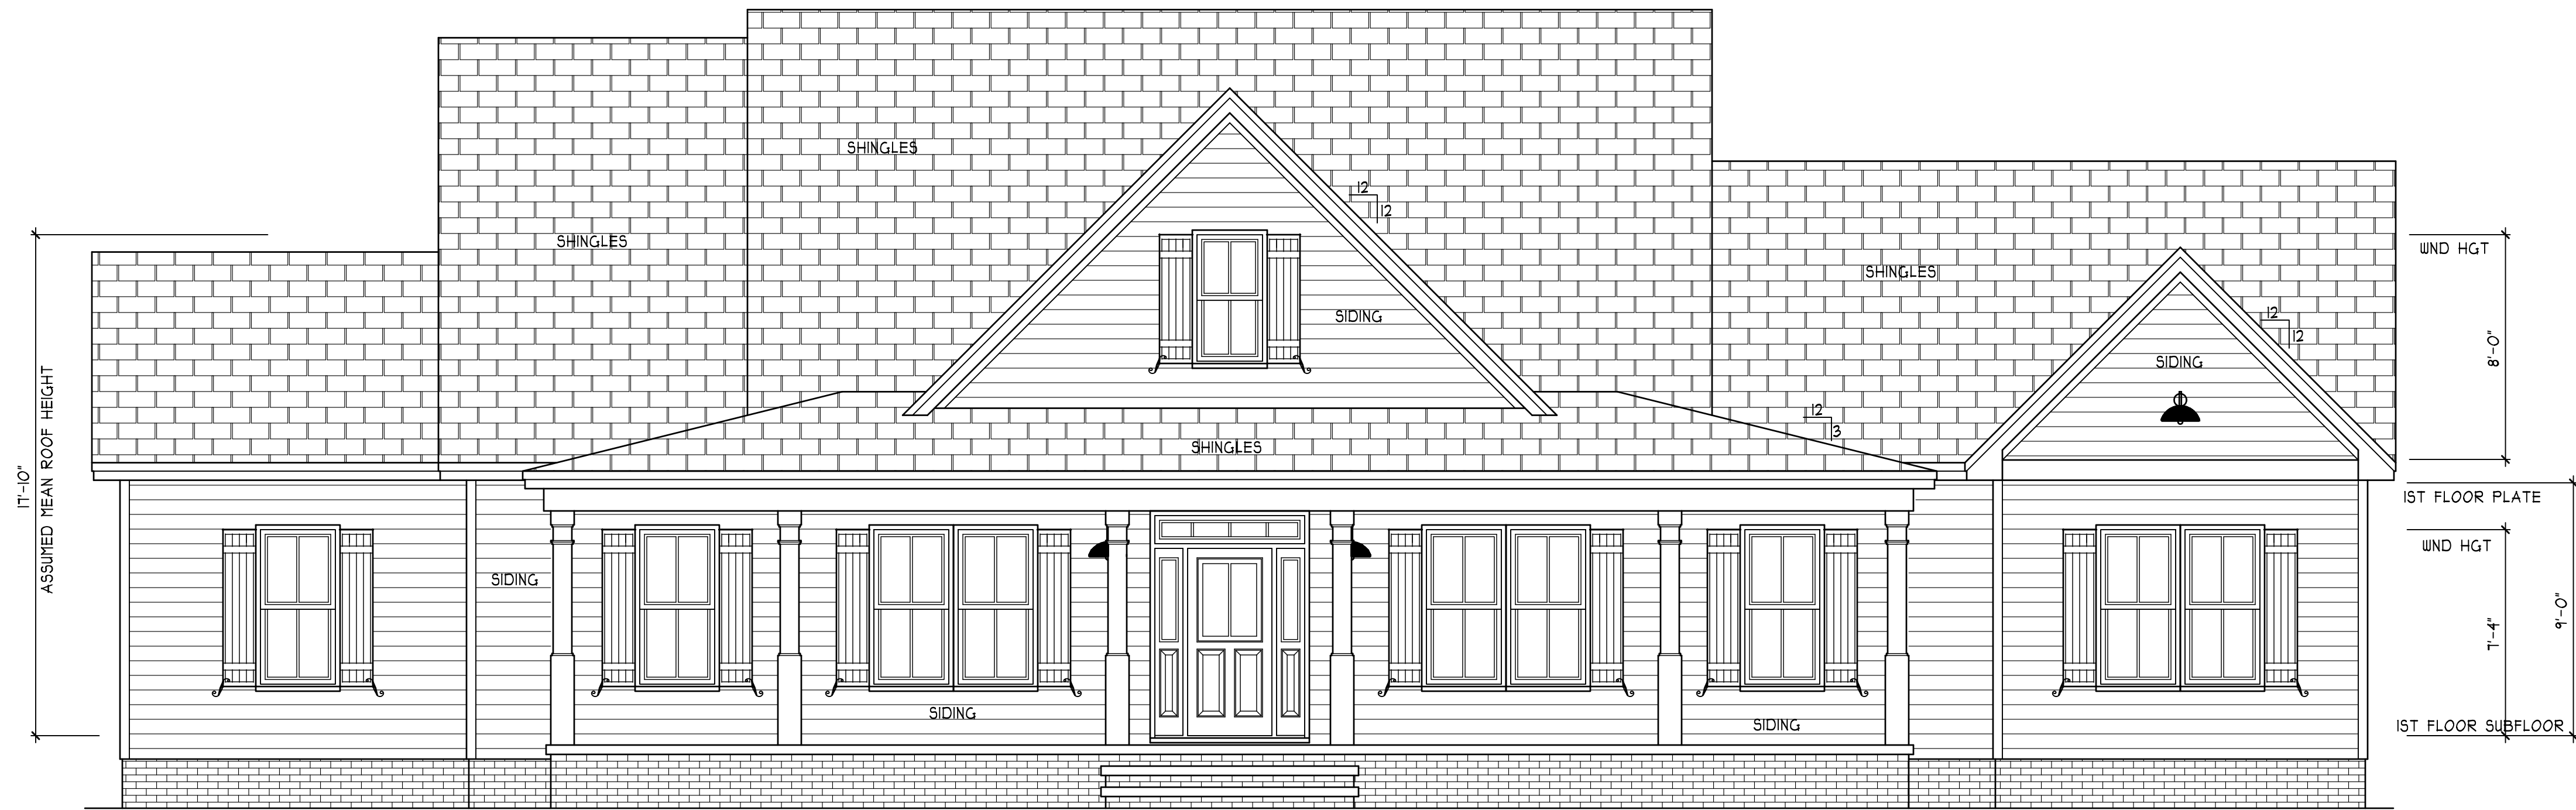 SHINGLES
12
12
SHINGLES
WND HGT
SHINGLES
SIDING
12
12
SIDING
8'-0"
17'-10"
ASSUMED MEAN ROOF HEIGHT
12
3
SHINGLES
1ST FLOOR PLATE
WND HGT
SIDING
9'-0"
7'-4"
SIDING
SIDING
1ST FLOOR SUBFLOOR